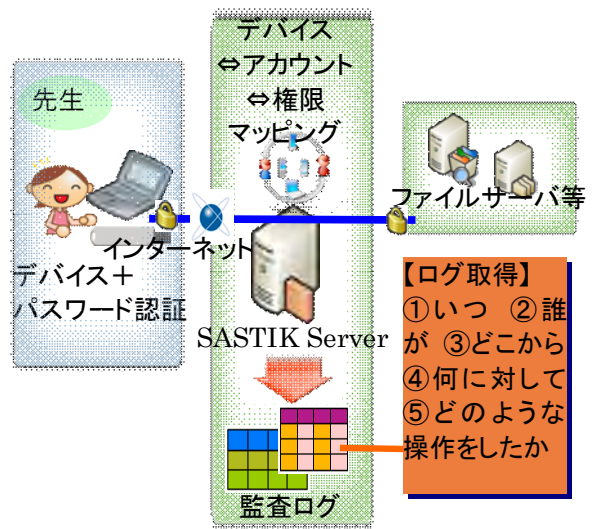 先生
デバイス＋
パスワード認証
インターネット
デバイス
⇔アカウント
⇔権限
マッピング
SASTIK Server
監査ログ
ファイルサーバ等
【ログ取得】
①いつ ②誰
が ③どこから
④何に対して
⑤どのような
操作をしたか